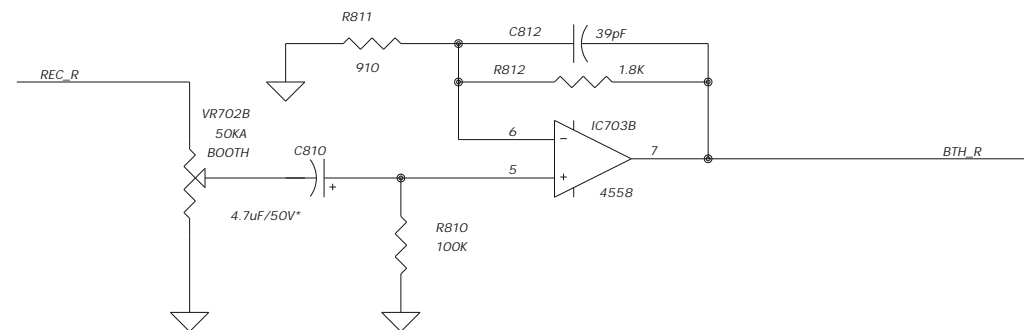 R811
C812
39pF
910
R812
1.8K
REC_R
VR702B
50KA
BOOTH
IC703B
6
−
C810
7
BTH_R
5
+
+
4558
4.7uF/50V*
R810
100K